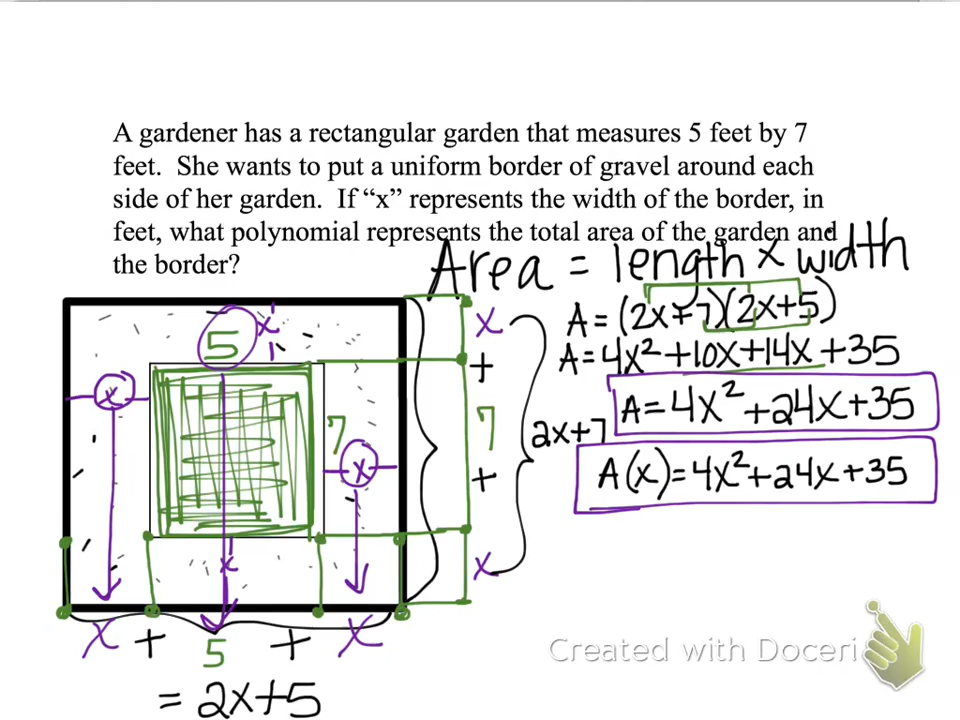 A gardener has a rectangular garden that measures 5 feet by 7
feet. She wants to put a uniform border of gravel around each
side of her garden. If “x” represents the width of the border, in
feet, what polynomial represents the total area of the garden and
the border?
Area = length x width
A = (2x+7)(2x+5)
A = 4x² + 10x + 14x + 35
A = 4x² + 24x + 35
A(x) = 4x² + 24x + 35
5
x
x
7
x
x
x
+
7
+
x
2x+7
x + 5 + x
= 2x+5
Created with Doceri